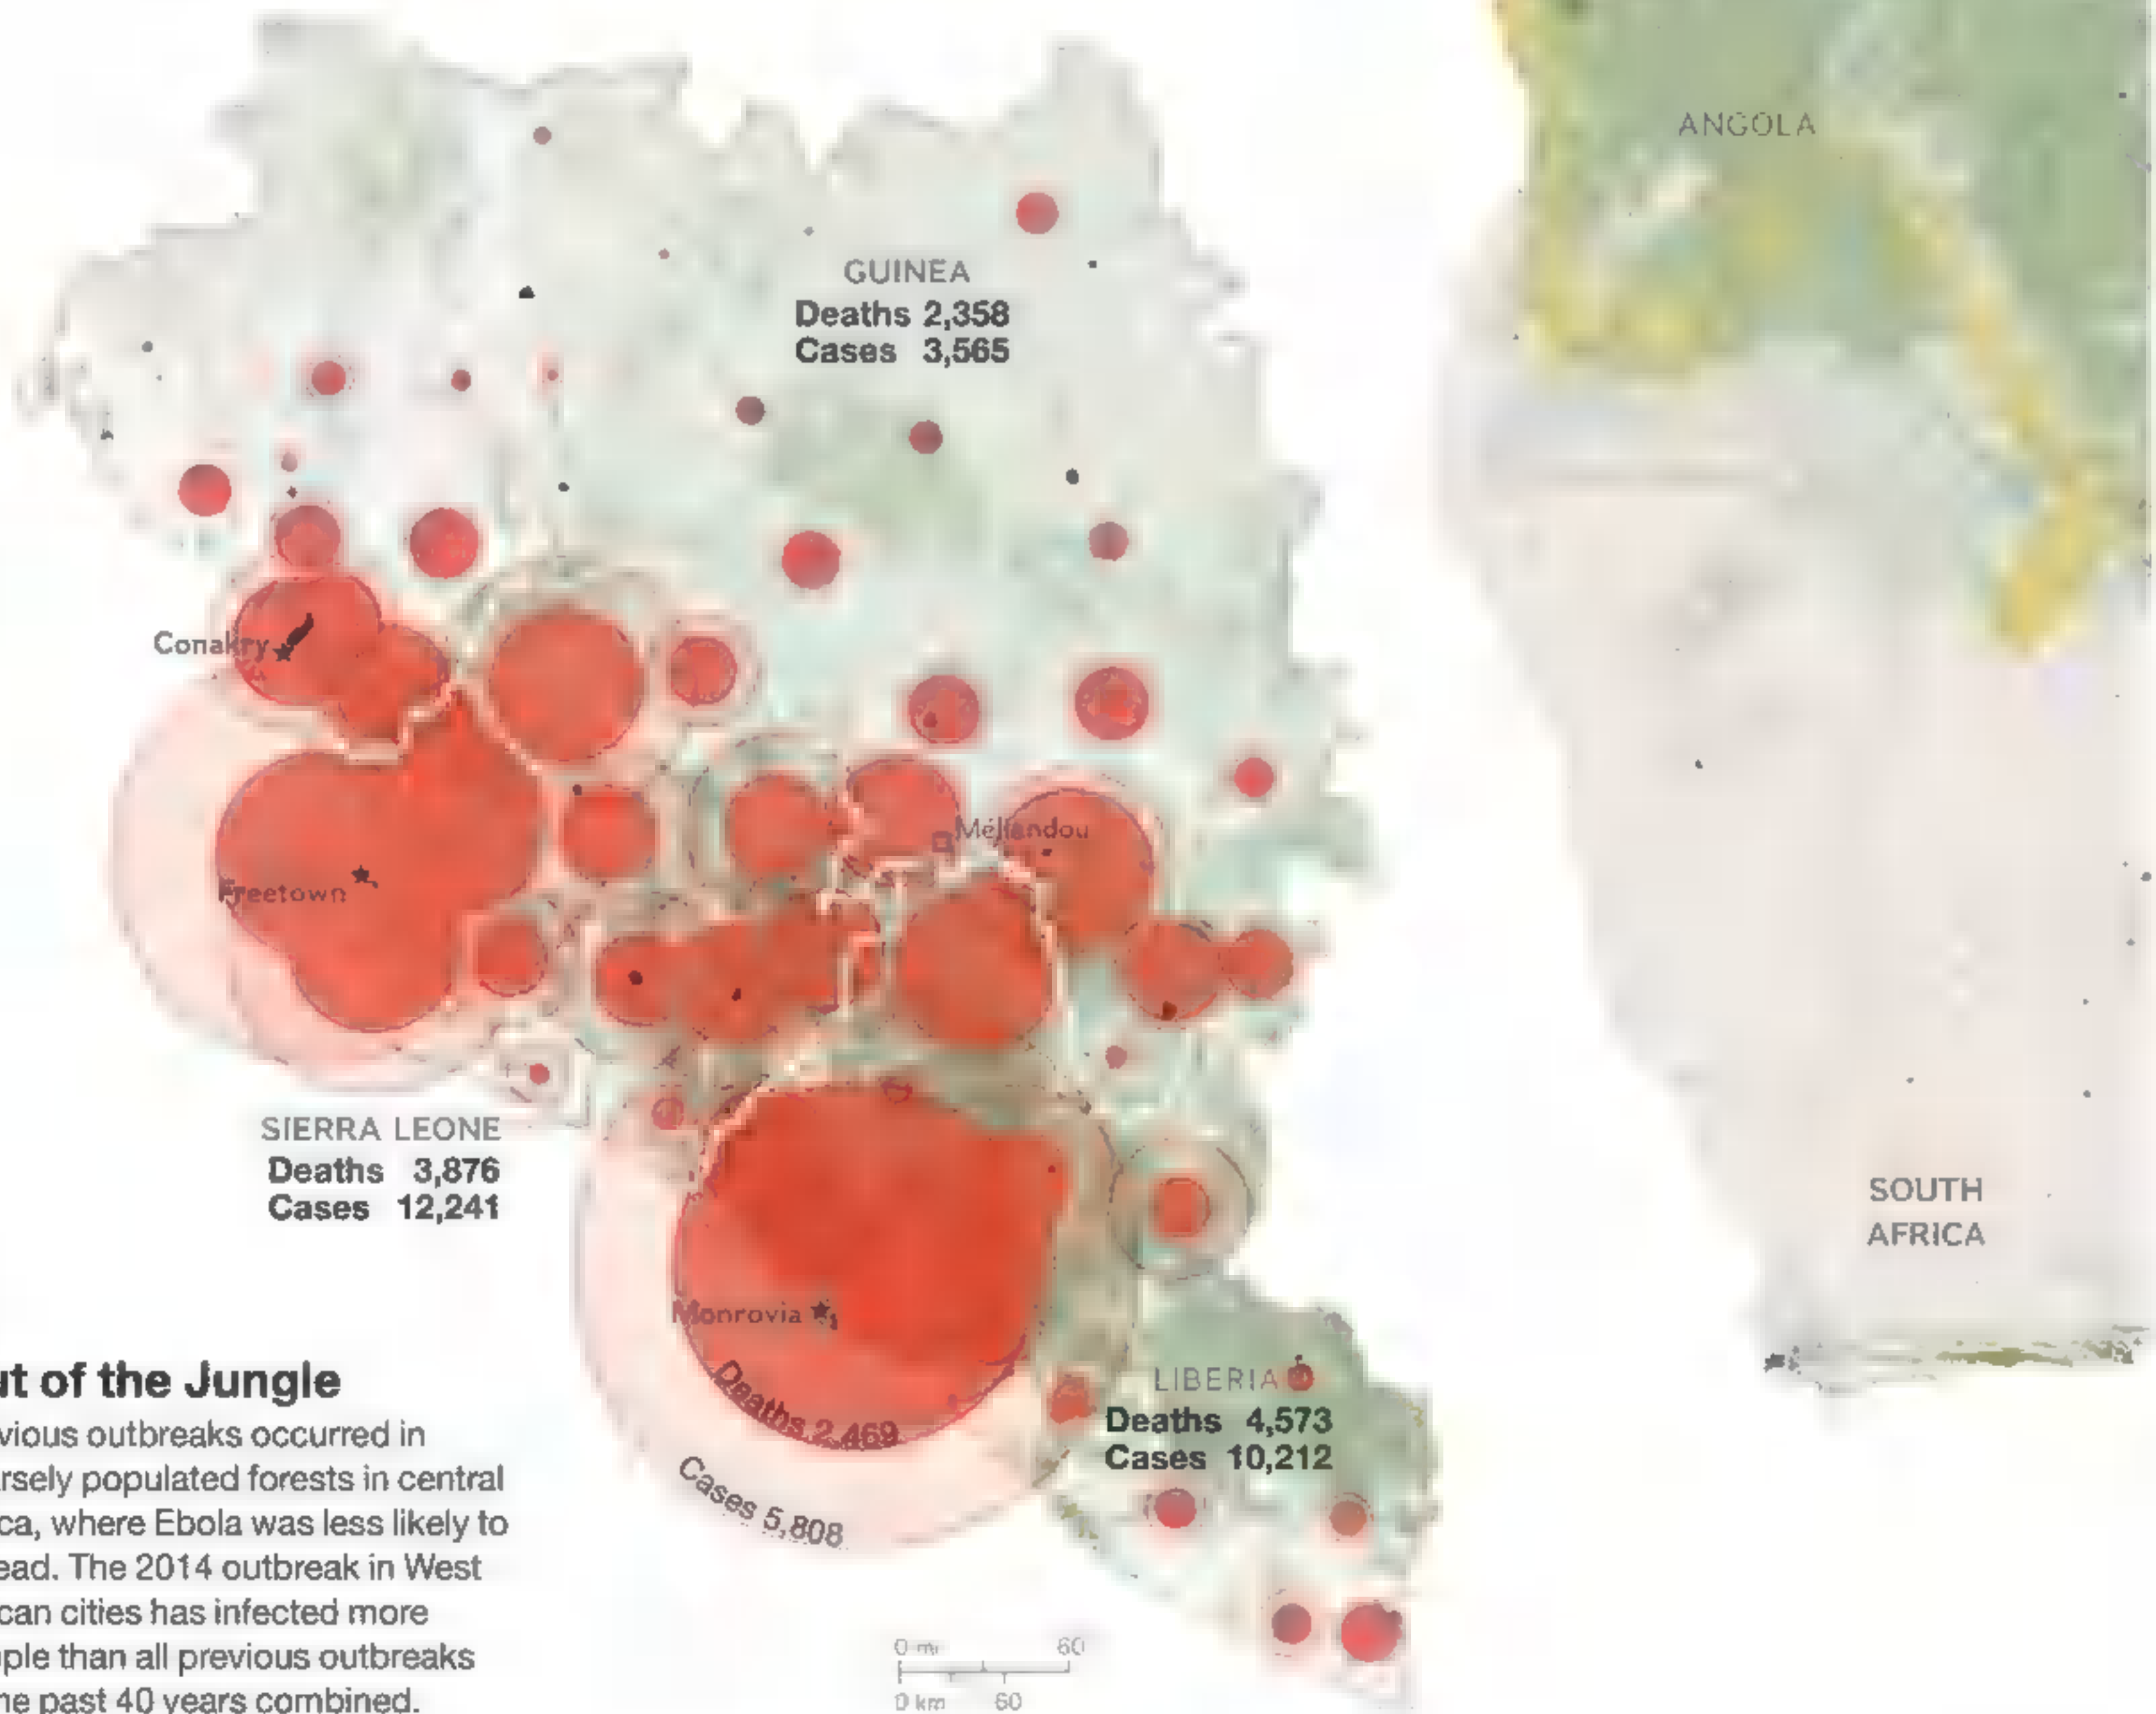 ANGOLA
GUINEA
Deaths 2,358
Cases 3,565
Conakry
Méliandou
Freetown
SIERRA LEONE
Deaths 3,876
Cases 12,241
SOUTH
AFRICA
Monrovia
Deaths 2,469
Cases 5,808
LIBERIA
Deaths 4,573
Cases 10,212
ut of the Jungle
vious outbreaks occurred in
rsely populated forests in central
ca, where Ebola was less likely to
ead. The 2014 outbreak in West
can cities has infected more
ple than all previous outbreaks
he past 40 years combined.
0 mi 60
0 km 60